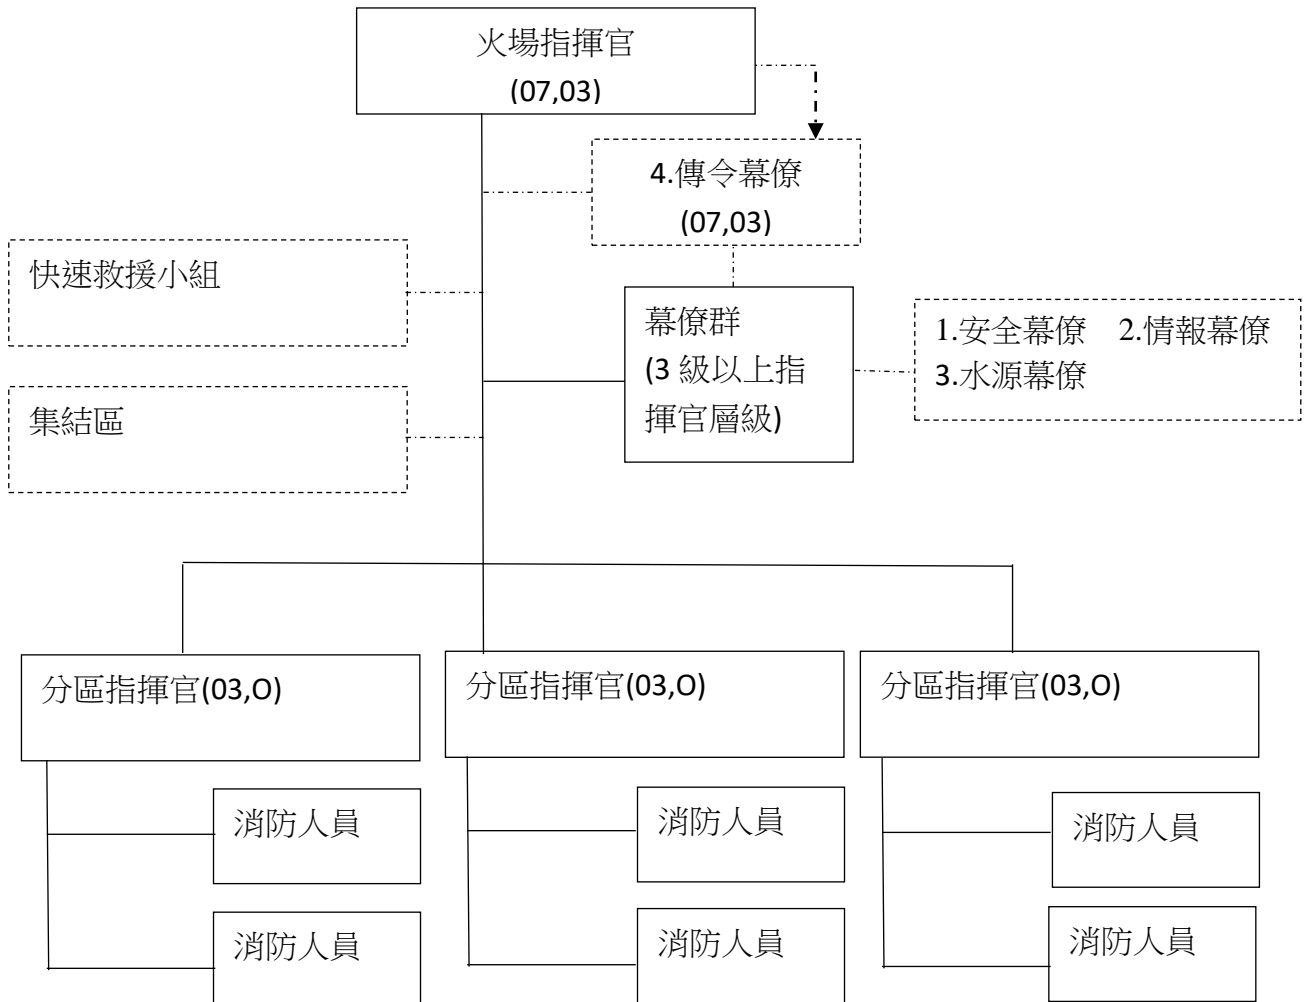 火場指揮官
(07,03)
4.傳令幕僚
(07,03)
快速救援小組
幕僚群
(3 級以上指
揮官層級)
1.安全幕僚 2.情報幕僚
3.水源幕僚
集結區
分區指揮官(03,O)
分區指揮官(03,O)
分區指揮官(03,O)
消防人員
消防人員
消防人員
消防人員
消防人員
消防人員